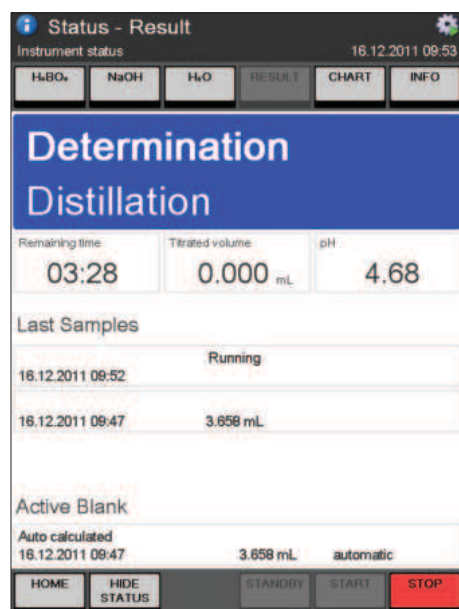 Status - Result
Instrument status 16.12.2011 09:53
H₃BO₃ NaOH H₂O RESULT CHART INFO
Determination
Distillation
Remaining time Titrated volume pH
03:28 0.000 mL 4.68
Last Samples
Running
16.12.2011 09:52
16.12.2011 09:47 3.658 mL
Active Blank
Auto calculated
16.12.2011 09:47 3.658 mL automatic
HOME HIDE STATUS STANDBY START STOP